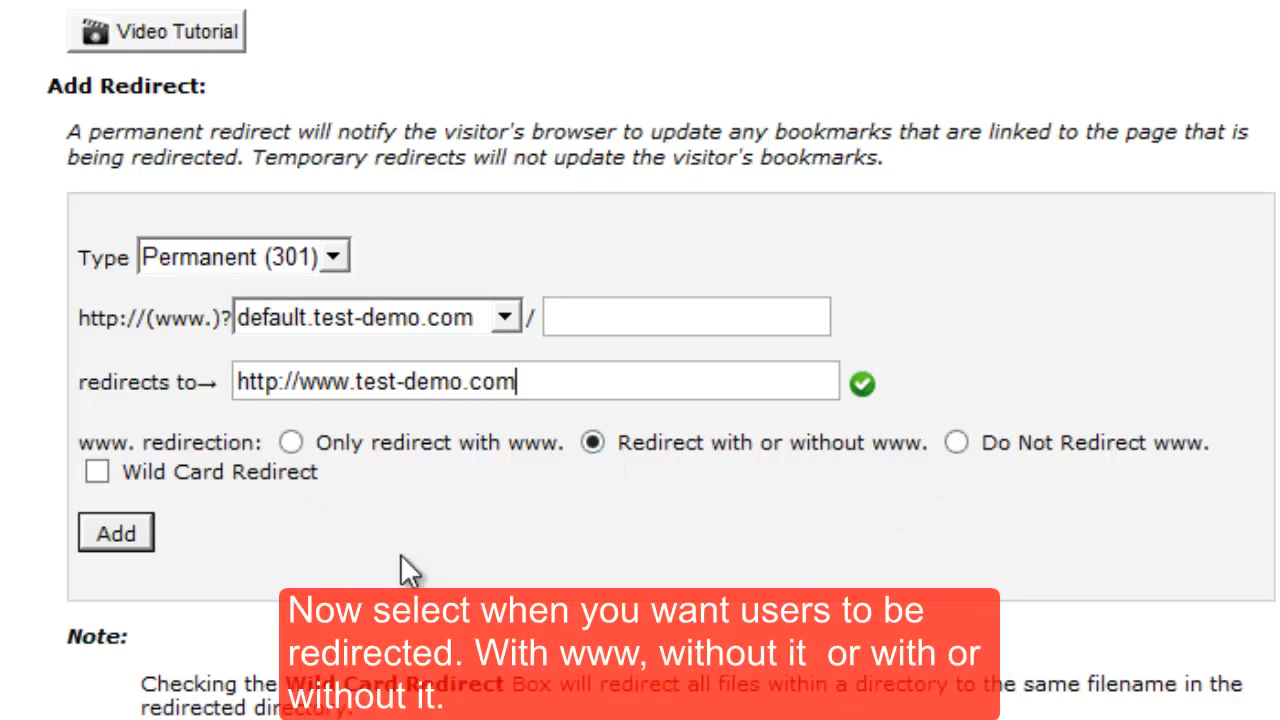 Video Tutorial
Add Redirect:
A permanent redirect will notify the visitor's browser to update any bookmarks that are linked to the page that is
being redirected. Temporary redirects will not update the visitor's bookmarks.
Type Permanent (301)
http://(www.)? default.test-demo.com /
redirects to→ http://www.test-demo.com
www. redirection: Only redirect with www. Redirect with or without www. Do Not Redirect www.
Wild Card Redirect
Add
Now select when you want users to be
redirected. With www, without it or with or
without it.
Note:
Checking the Wild Card Redirect Box will redirect all files within a directory to the same filename in the
redirected directory.